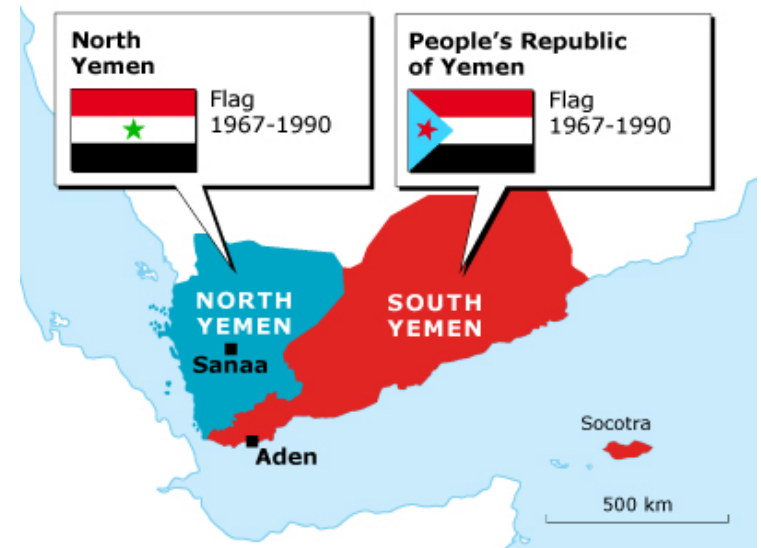 North
Yemen
Flag
1967-1990
People's Republic
of Yemen
Flag
1967-1990
NORTH
YEMEN
SOUTH
YEMEN
Sanaa
Aden
Socotra
500 km